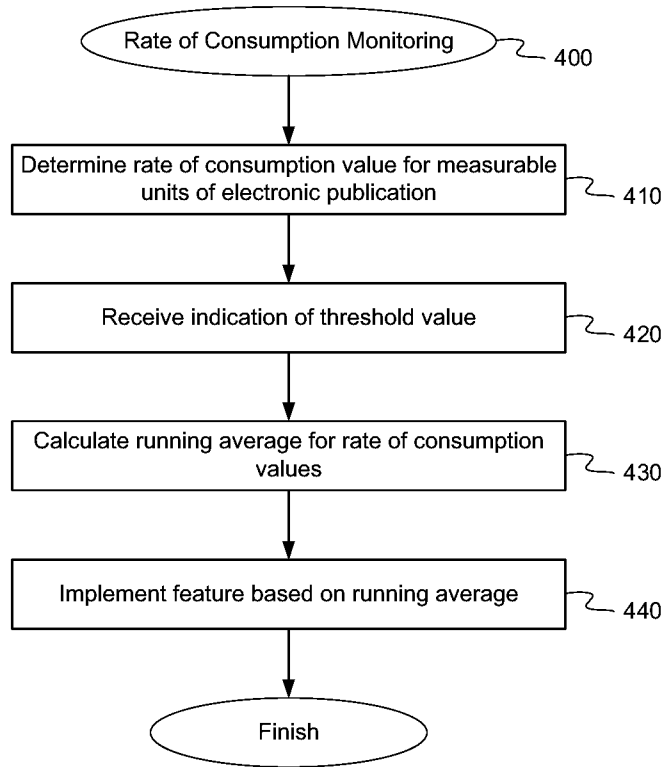 Rate of Consumption Monitoring
400
Determine rate of consumption value for measurable
units of electronic publication
410
Receive indication of threshold value
420
Calculate running average for rate of consumption
values
430
Implement feature based on running average
440
Finish